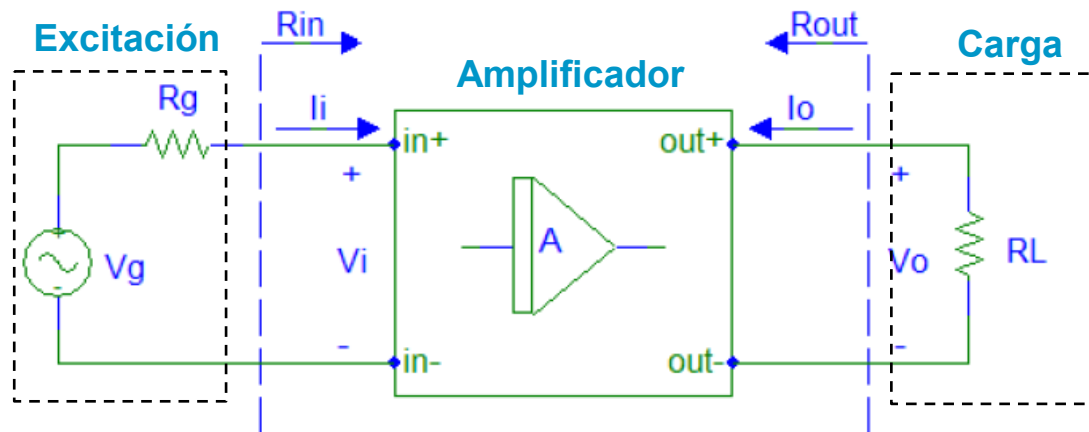 Excitación
Rin
Rout
Carga
Amplificador
Rg
Ii
Io
in+
out+
+
+
+
Vg
-
Vi
A
Vo
RL
-
-
in-
out-